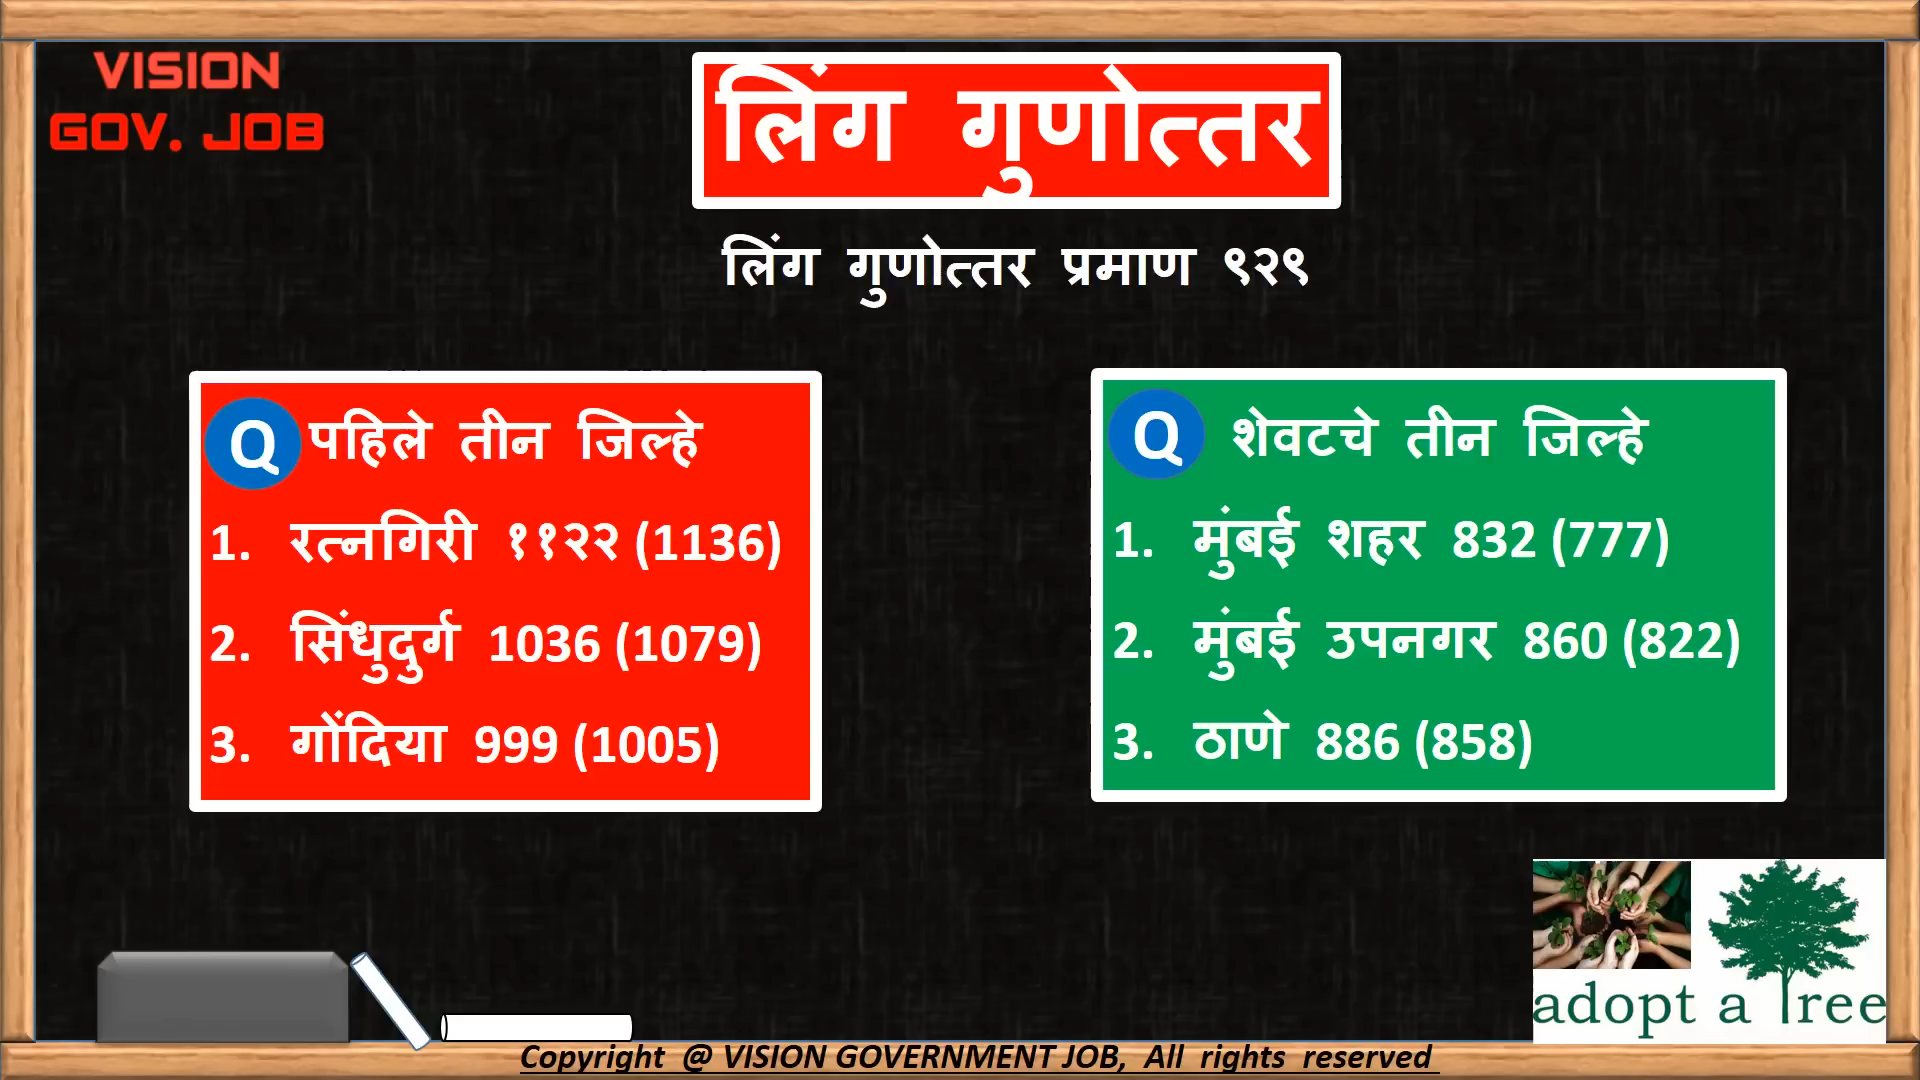 VISION
GOV. JOB
लिंग गुणोत्तर
लिंग गुणोत्तर प्रमाण ९२९
Q पहिले तीन जिल्हे
1. रत्नागिरी ११२२ (1136)
2. सिंधुदुर्ग 1036 (1079)
3. गोंदिया 999 (1005)
Q शेवटचे तीन जिल्हे
1. मुंबई शहर 832 (777)
2. मुंबई उपनगर 860 (822)
3. ठाणे 886 (858)
adopt a Tree
Copyright @ VISION GOVERNMENT JOB, All rights reserved